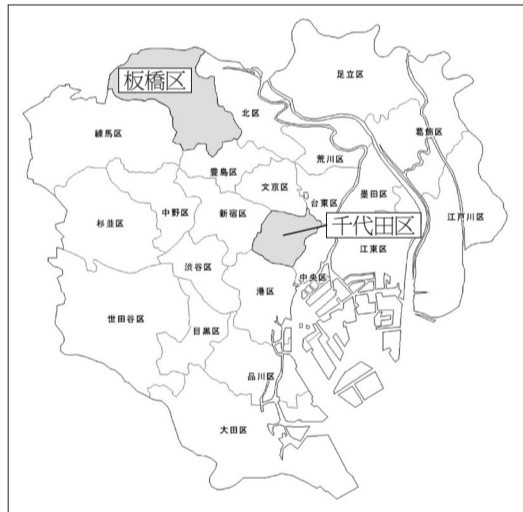 足立区
板橋区
北区
葛飾区
練馬区
荒川区
豊島区
文京区
墨田区
台東区
江戸川区
中野区
新宿区
杉並区
千代田区
江東区
渋谷区
中央区
港区
世田谷区
目黒区
品川区
大田区